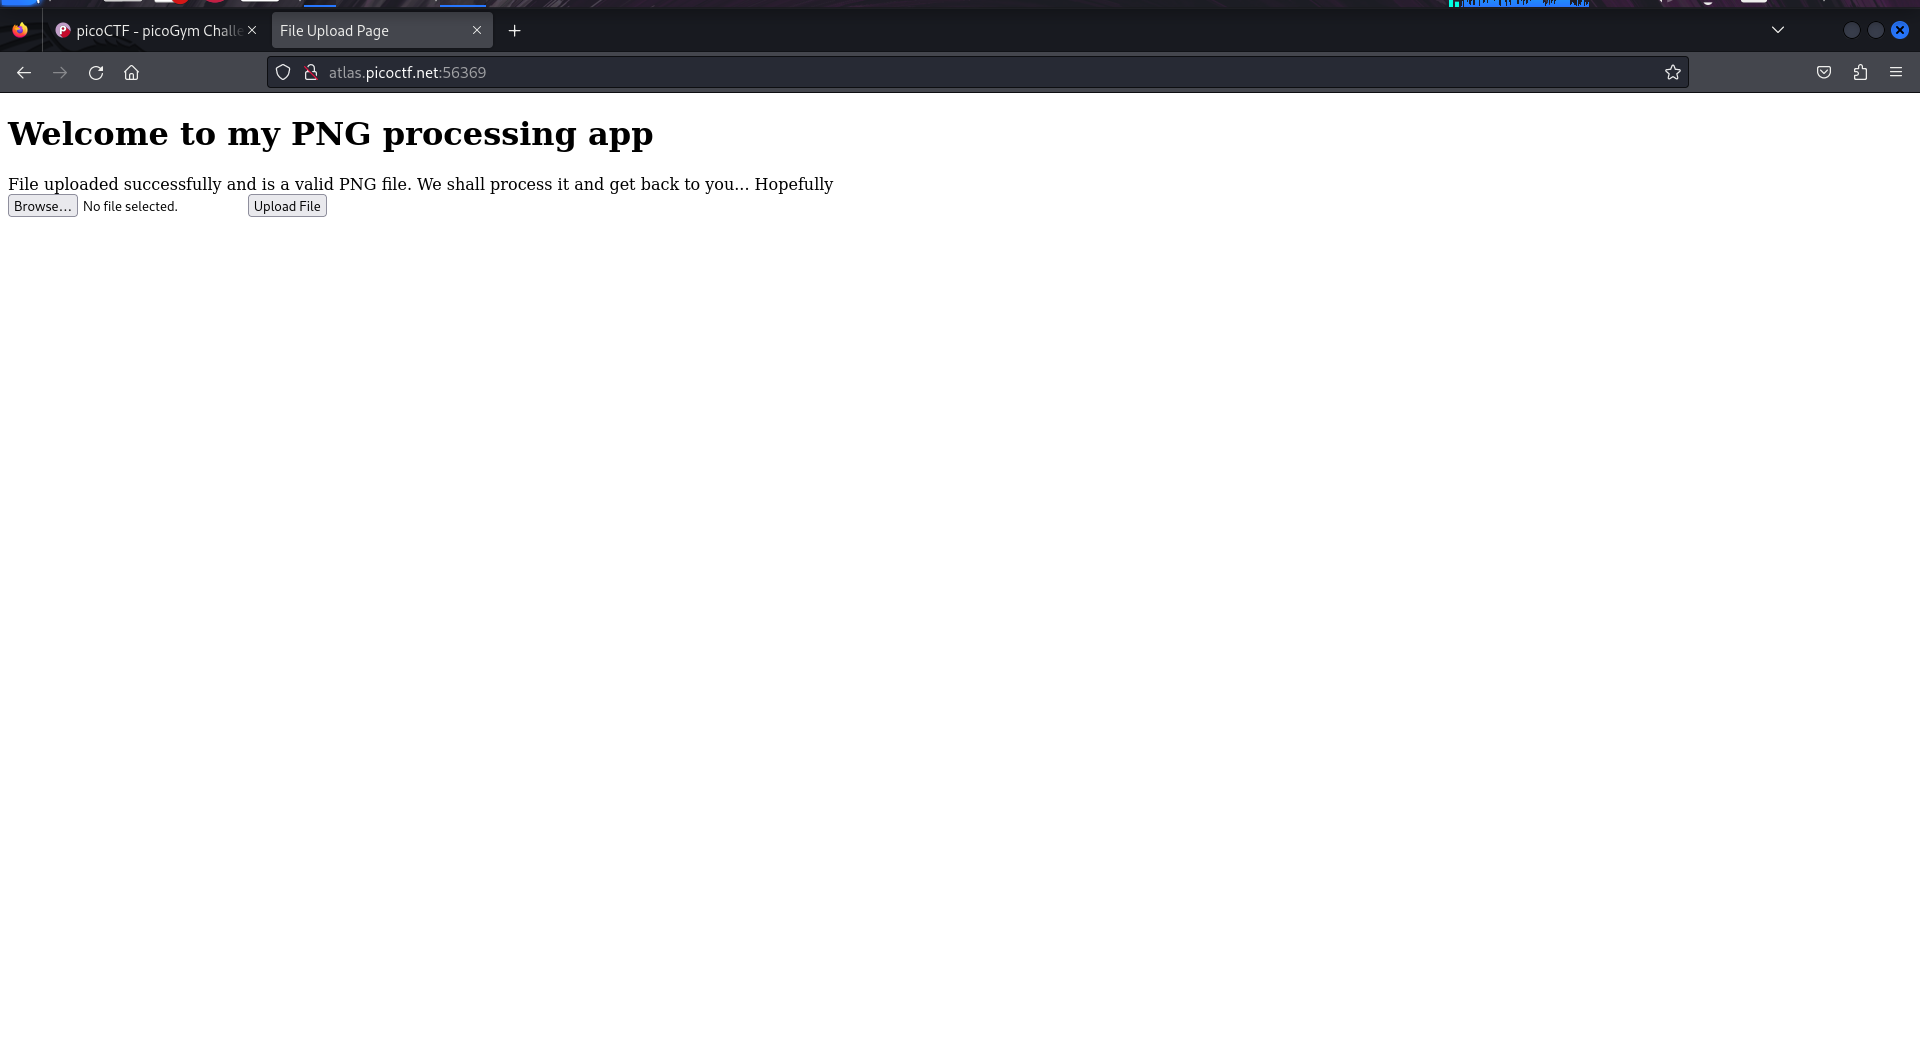 picoCTF - picoGym Challe
File Upload Page
atlas.picoctf.net:56369
Welcome to my PNG processing app
File uploaded successfully and is a valid PNG file. We shall process it and get back to you... Hopefully
Browse... No file selected. Upload File